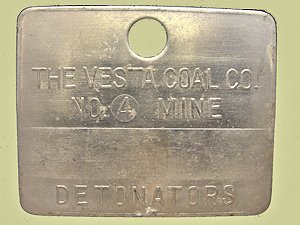 THE VESTA COAL CO.
NO. 4 MINE
DETONATORS